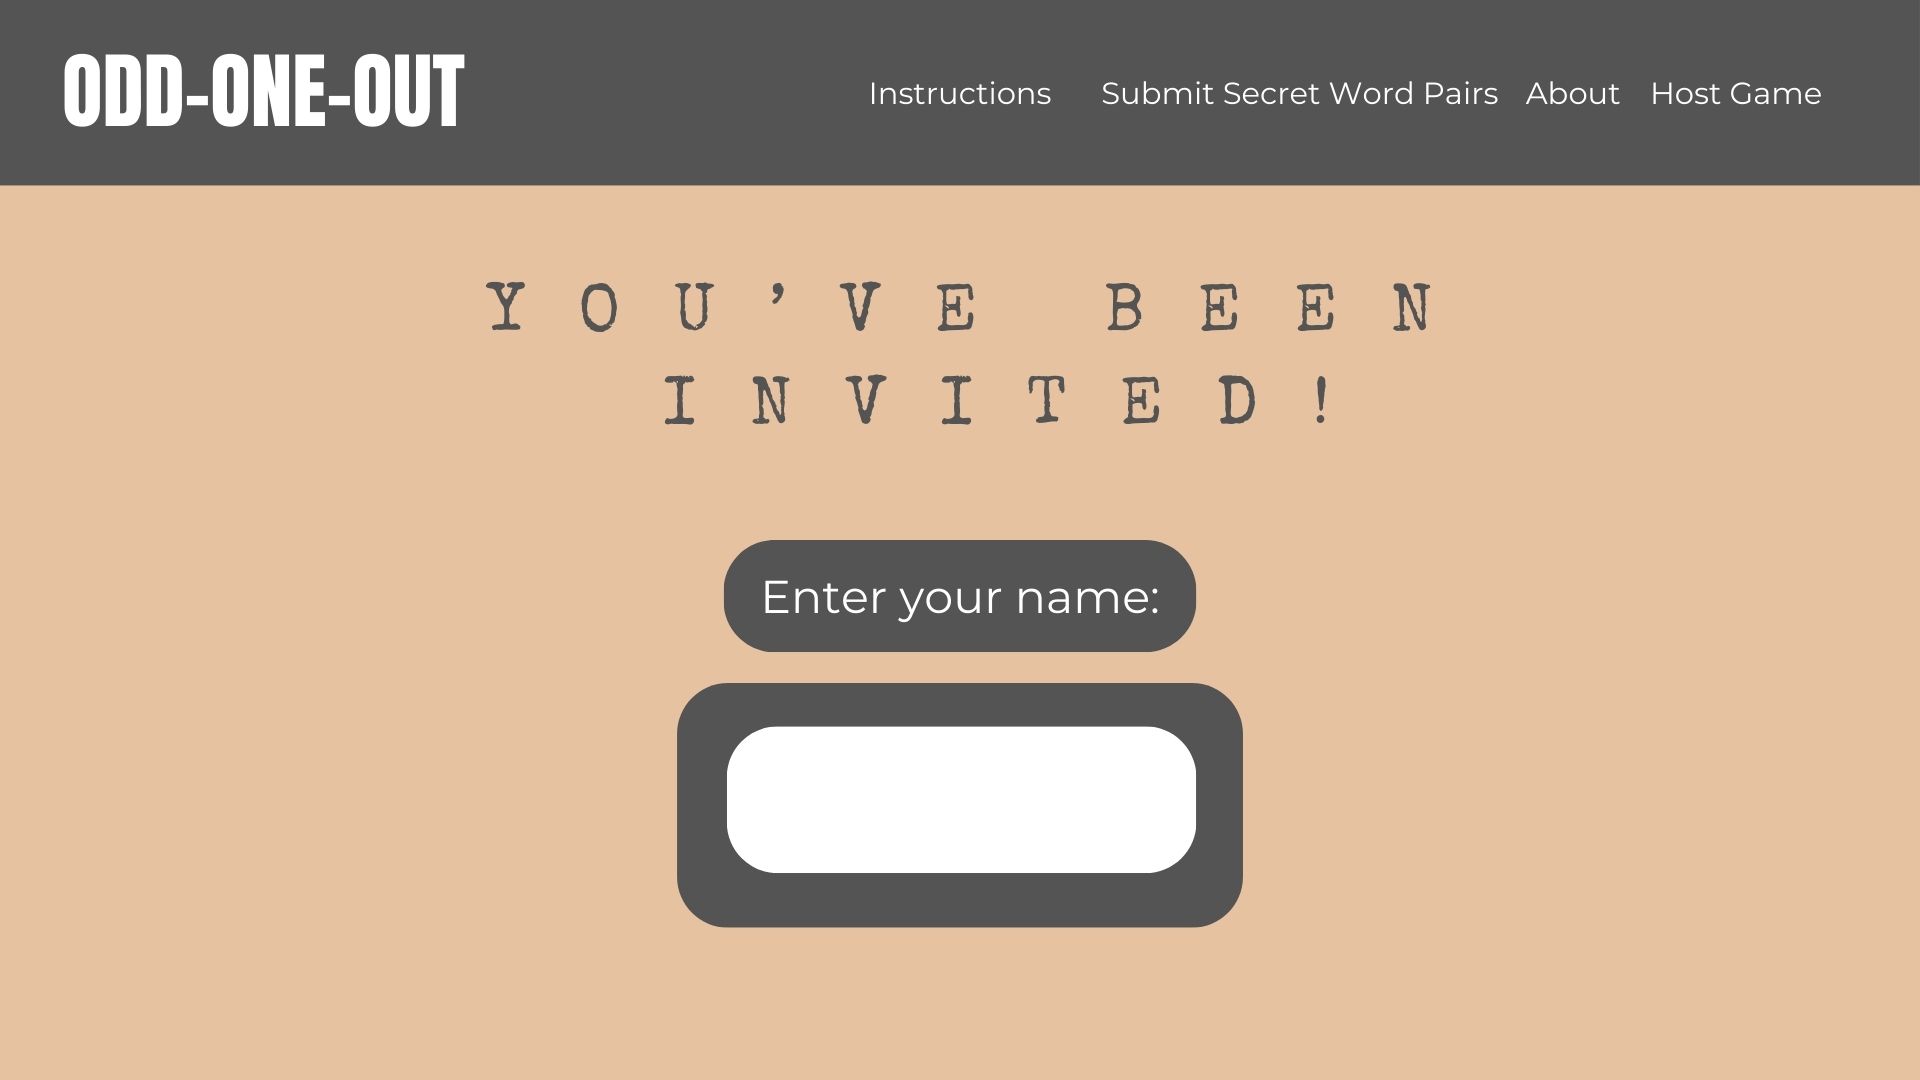 ODD-ONE-OUT
Instructions Submit Secret Word Pairs About Host Game
YOU’VE BEEN
INVITED!
Enter your name: